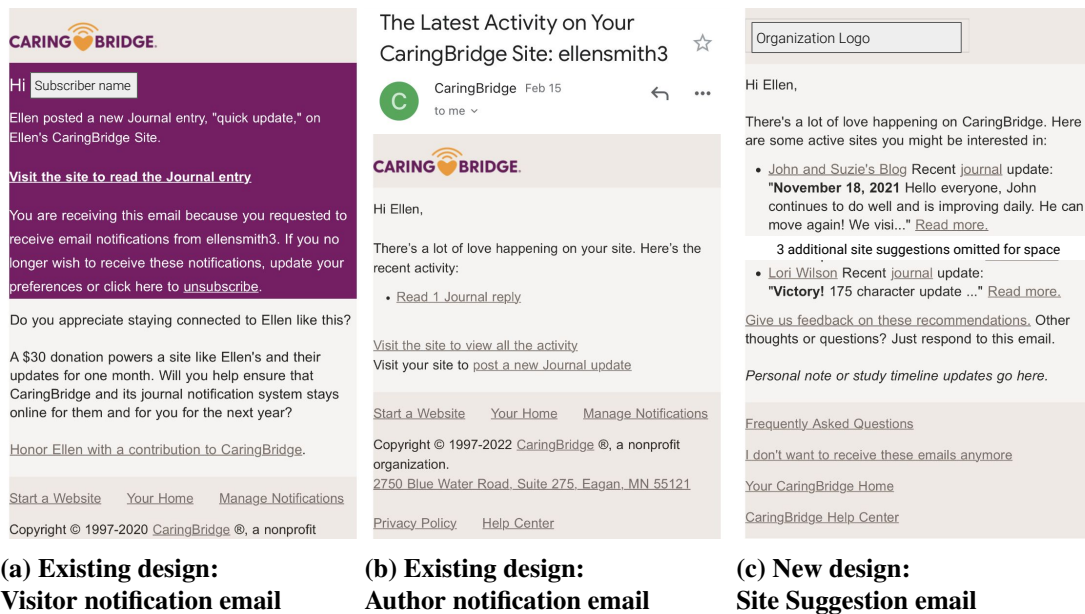 CARING BRIDGE.
Hi Subscriber name
Ellen posted a new Journal entry, "quick update," on
Ellen's CaringBridge Site.
Visit the site to read the Journal entry
You are receiving this email because you requested to
receive email notifications from ellensmith3. If you no
longer wish to receive these notifications, update your
preferences or click here to unsubscribe.
Do you appreciate staying connected to Ellen like this?
A $30 donation powers a site like Ellen's and their
updates for one month. Will you help ensure that
CaringBridge and its journal notification system stays
online for them and for you for the next year?
Honor Ellen with a contribution to CaringBridge.
Start a Website Your Home Manage Notifications
Copyright © 1997-2020 CaringBridge ®, a nonprofit
(a) Existing design:
Visitor notification email
The Latest Activity on Your
CaringBridge Site: ellensmith3
C
CaringBridge Feb 15
to me
CARING BRIDGE.
Hi Ellen,
There's a lot of love happening on your site. Here's the
recent activity:
• Read 1 Journal reply
Visit the site to view all the activity
Visit your site to post a new Journal update
Start a Website Your Home Manage Notifications
Copyright © 1997-2022 CaringBridge ®, a nonprofit
organization.
2750 Blue Water Road, Suite 275, Eagan, MN 55121
Privacy Policy Help Center
(b) Existing design:
Author notification email
Organization Logo
Hi Ellen,
There's a lot of love happening on CaringBridge. Here
are some active sites you might be interested in:
• John and Suzie's Blog Recent journal update:
"November 18, 2021 Hello everyone, John
continues to do well and is improving daily. He can
move again! We visi..." Read more.
3 additional site suggestions omitted for space
• Lori Wilson Recent journal update:
"Victory! 175 character update ..." Read more.
Give us feedback on these recommendations. Other
thoughts or questions? Just respond to this email.
Personal note or study timeline updates go here.
Frequently Asked Questions
I don't want to receive these emails anymore
Your CaringBridge Home
CaringBridge Help Center
(c) New design:
Site Suggestion email